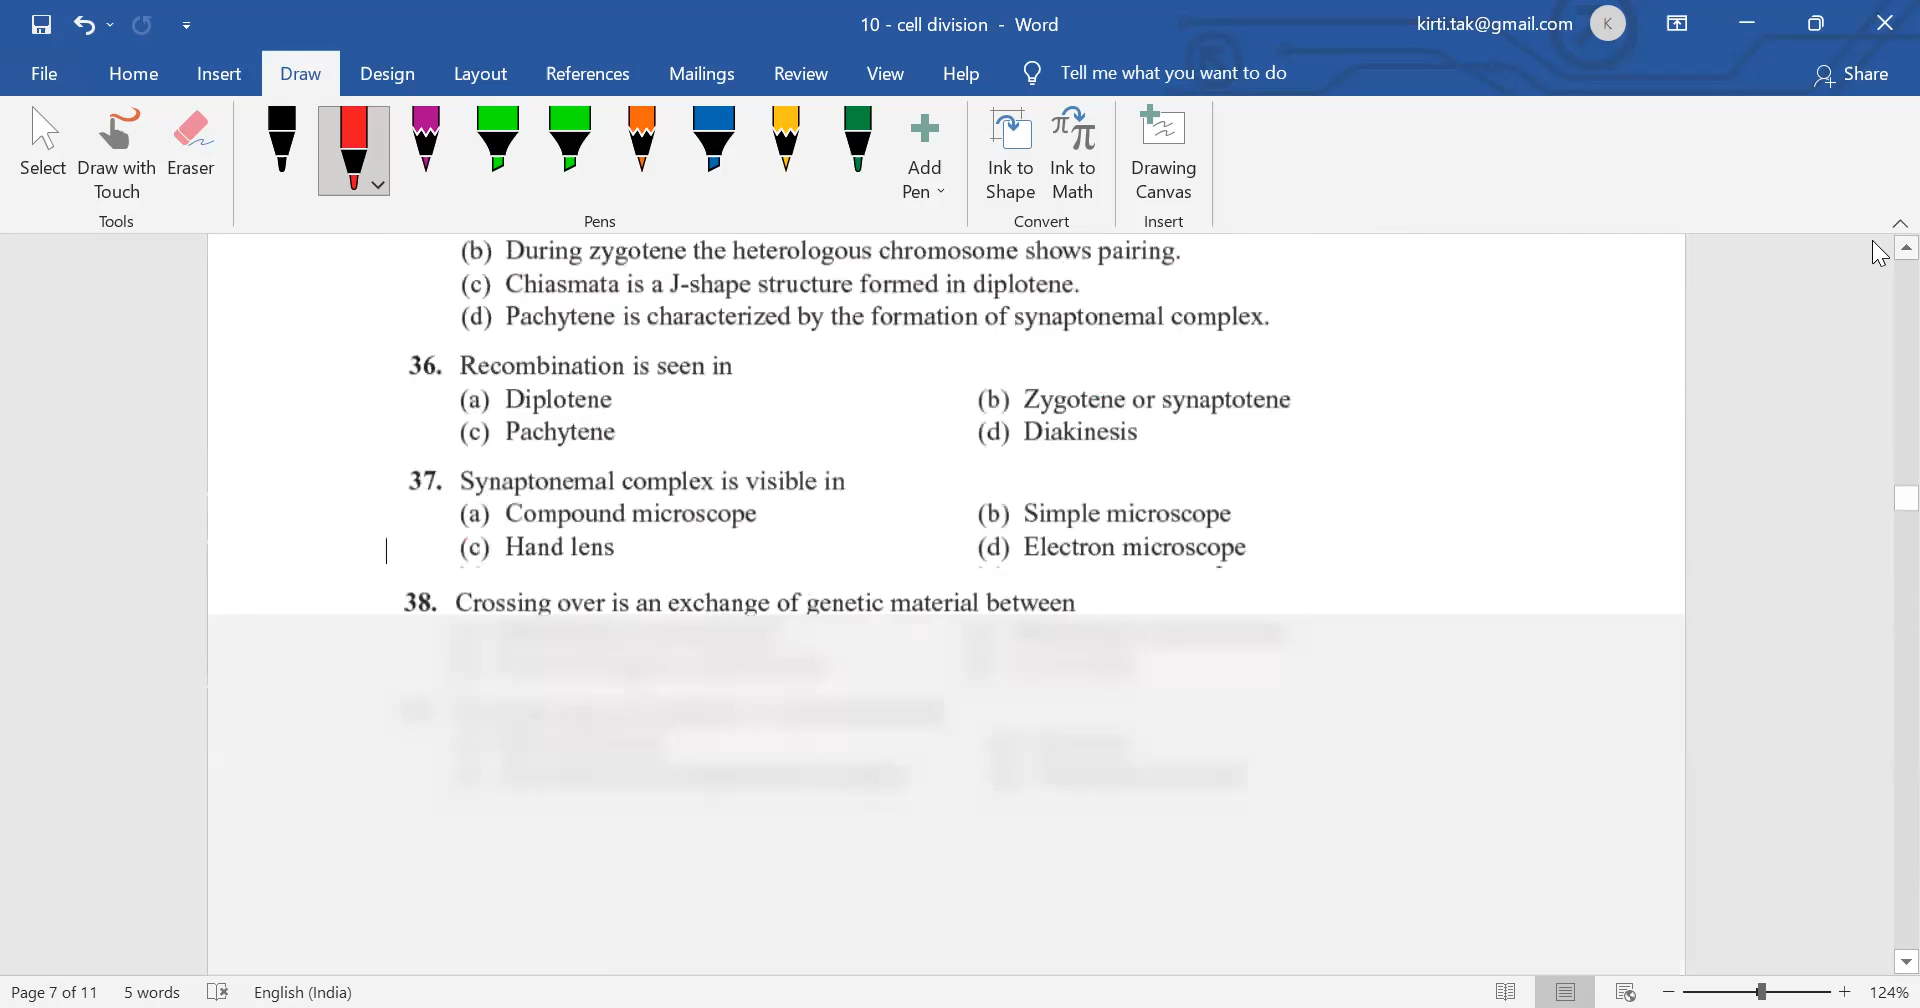 10 - cell division - Word
kirti.tak@gmail.com
K
File Home Insert Draw Design Layout References Mailings Review View Help Tell me what you want to do Share
Select Draw with Touch Eraser
Tools
Pens
Add Pen
Ink to Shape Ink to Math
Convert
Drawing Canvas
Insert
(b) During zygotene the heterologous chromosome shows pairing.
(c) Chiasmata is a J-shape structure formed in diplotene.
(d) Pachytene is characterized by the formation of synaptonemal complex.
36. Recombination is seen in
(a) Diplotene (b) Zygotene or synaptotene
(c) Pachytene (d) Diakinesis
37. Synaptonemal complex is visible in
(a) Compound microscope (b) Simple microscope
(c) Hand lens (d) Electron microscope
38. Crossing over is an exchange of genetic material between
Page 7 of 11 5 words English (India) 124%